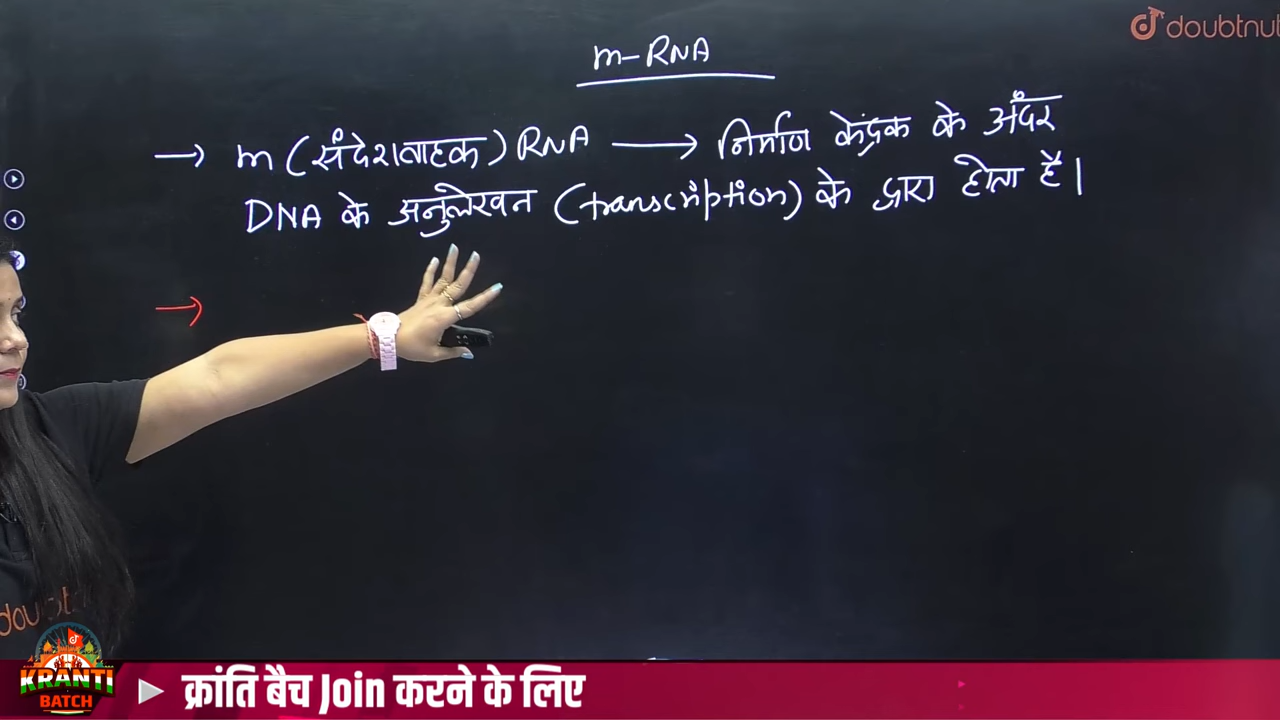 doubtnut
m-RNA
→ m (संदेशवाहक) RNA ⟶ निर्माण केंद्रक के अंदर
DNA के अनुलेखन (transcription) के द्वारा होता है।
→
KRANTI
BATCH
क्रांति बैच Join करने के लिए